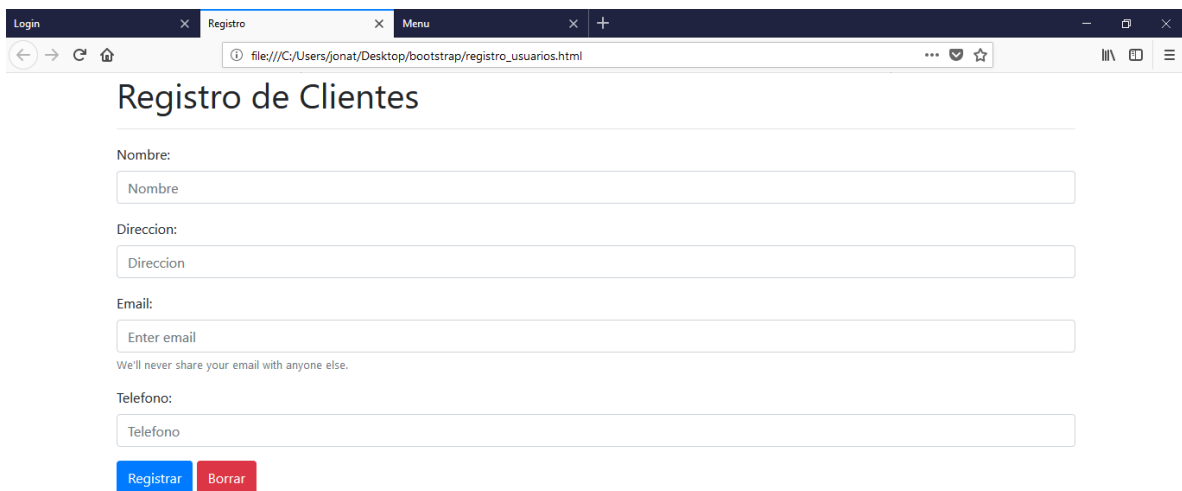 Login Registro Menu
file:///C:/Users/jonat/Desktop/bootstrap/registro_usuarios.html
Registro de Clientes
Nombre:
Nombre
Direccion:
Direccion
Email:
Enter email
We'll never share your email with anyone else.
Telefono:
Telefono
Registrar Borrar